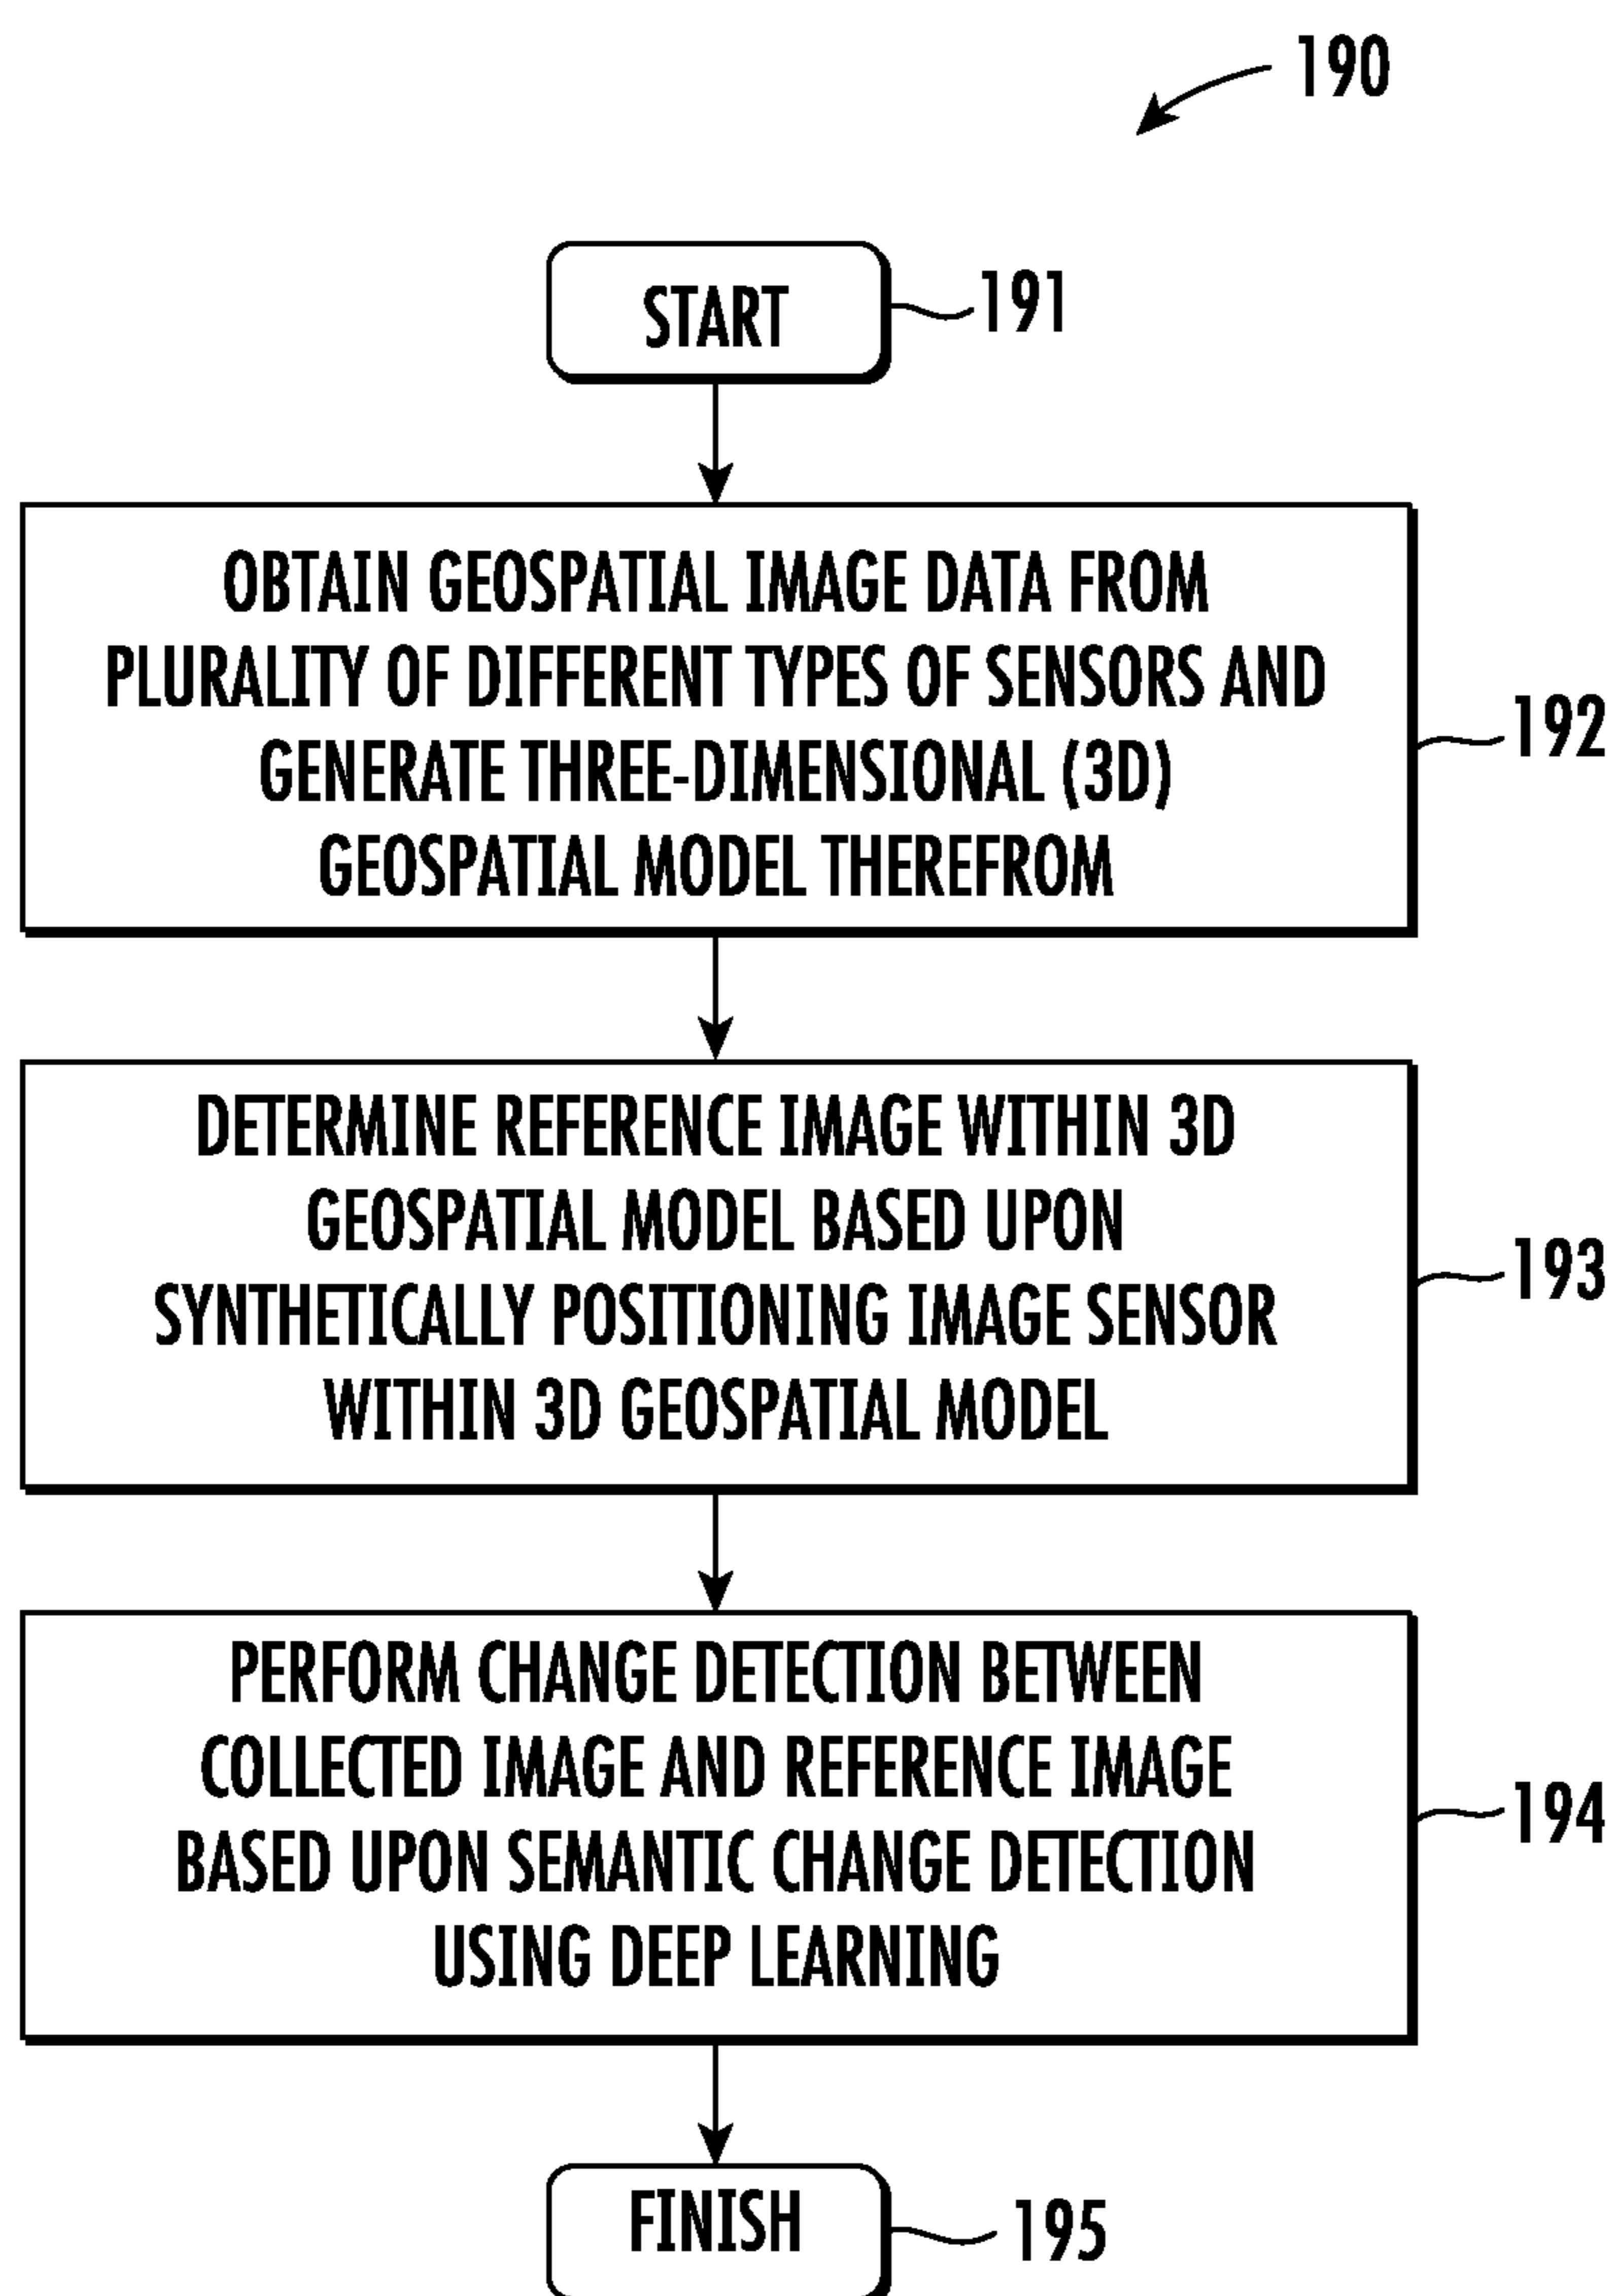 190
START
191
OBTAIN GEOSPATIAL IMAGE DATA FROM
PLURALITY OF DIFFERENT TYPES OF SENSORS AND
GENERATE THREE-DIMENSIONAL (3D)
GEOSPATIAL MODEL THEREFROM
192
DETERMINE REFERENCE IMAGE WITHIN 3D
GEOSPATIAL MODEL BASED UPON
SYNTHETICALLY POSITIONING IMAGE SENSOR
WITHIN 3D GEOSPATIAL MODEL
193
PERFORM CHANGE DETECTION BETWEEN
COLLECTED IMAGE AND REFERENCE IMAGE
BASED UPON SEMANTIC CHANGE DETECTION
USING DEEP LEARNING
194
FINISH
195